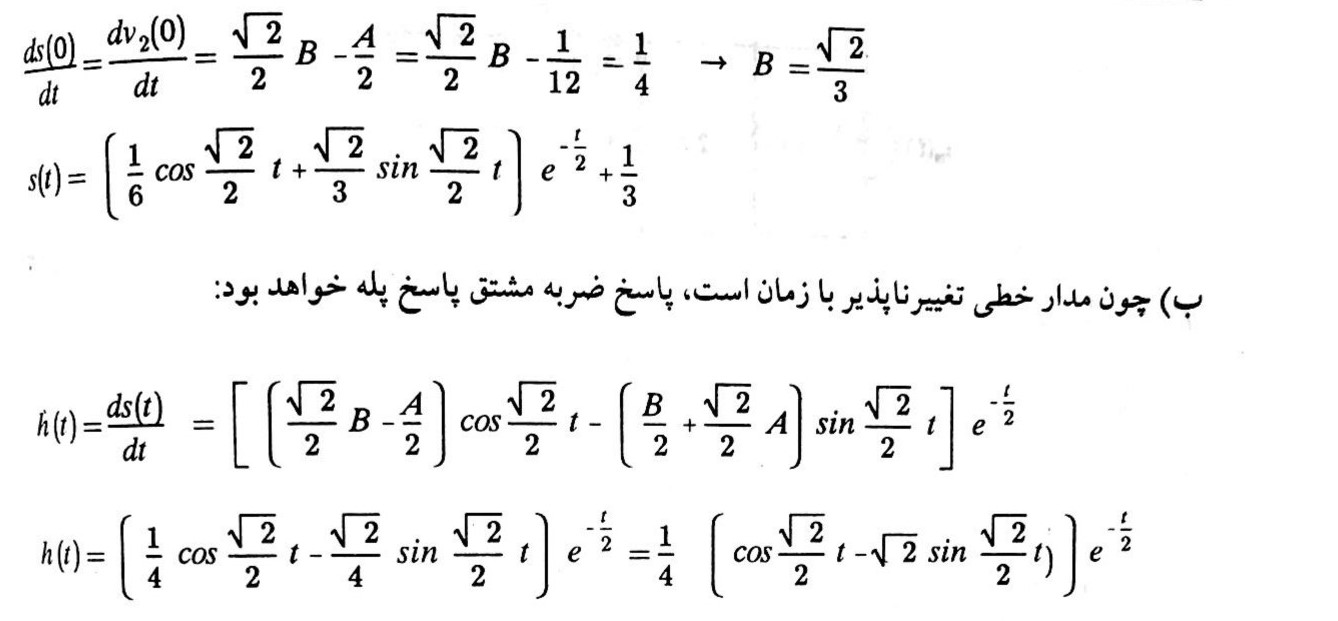 ds(0)/dt = dv₂(0)/dt = √2/2 B - A/2 = √2/2 B - 1/12 = 1/4 → B = √2/3
s(t) = (1/6 cos √2/2 t + √2/3 sin √2/2 t) e^(-t/2) + 1/3
ب) چون مدار خطی تغییرناپذیر با زمان است، پاسخ ضربه مشتق پاسخ پله خواهد بود:
h(t) = ds(t)/dt = [(√2/2 B - A/2) cos √2/2 t - (B/2 + √2/2 A) sin √2/2 t] e^(-t/2)
h(t) = (1/4 cos √2/2 t - √2/4 sin √2/2 t) e^(-t/2) = 1/4 (cos √2/2 t - √2 sin √2/2 t)) e^(-t/2)